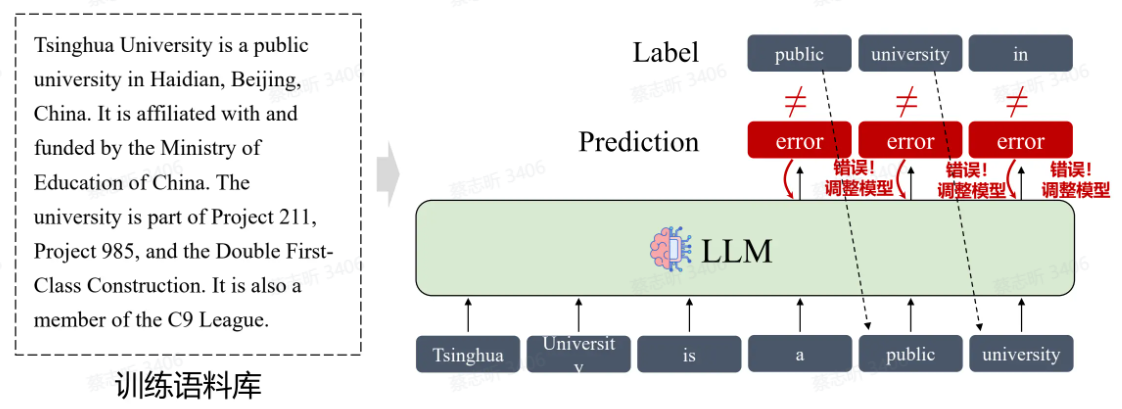 Tsinghua University is a public
university in Haidian, Beijing,
China. It is affiliated with and
funded by the Ministry of
Education of China. The
university is part of Project 211,
Project 985, and the Double First-
Class Construction. It is also a
member of the C9 League.
训练语料库
Label
public
university
in
≠
≠
≠
Prediction
error
error
error
错误!
调整模型
错误!
调整模型
错误!
调整模型
LLM
Tsinghua
Universit
y
is
a
public
university
蔡志昕 3406